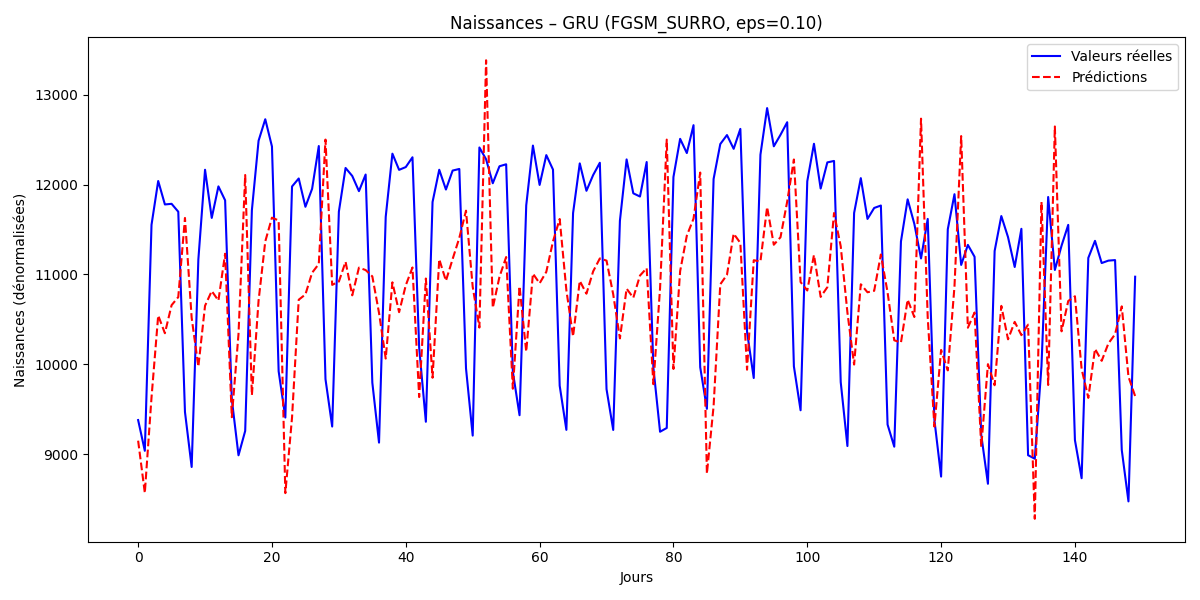 Naissances – GRU (FGSM_SURRO, eps=0.10)
Valeurs réelles
Prédictions
Naissances (dénormalisées)
13000
12000
11000
10000
9000
0 20 40 60 80 100 120 140
Jours